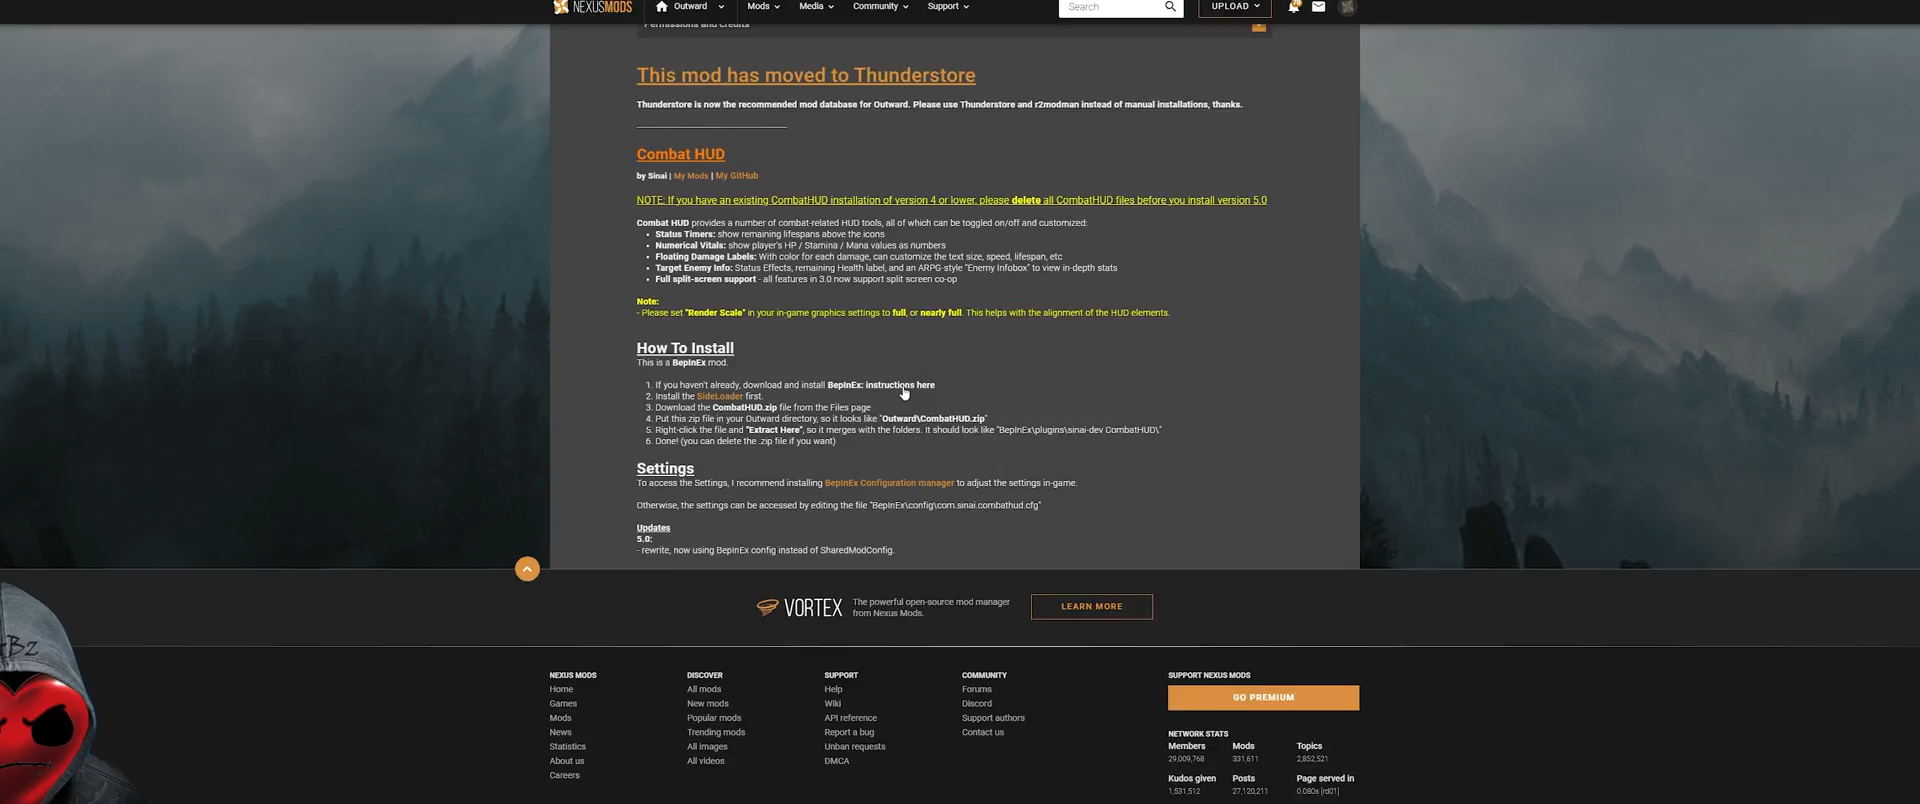 NEXUSMODS Outward Mods Media Community Support Search UPLOAD
Permissions and Credits
This mod has moved to Thunderstore
Thunderstore is now the recommended mod database for Outward. Please use Thunderstore and r2modman instead of manual installations, thanks.
Combat HUD
by Sinai | My Mods | My GitHub
NOTE: If you have an existing CombatHUD installation of version 4 or lower, please delete all CombatHUD files before you install version 5.0
Combat HUD provides a number of combat-related HUD tools, all of which can be toggled on/off and customized:
• Status Timers: show remaining lifespans above the icons
• Numerical Vitals: show player's HP / Stamina / Mana values as numbers
• Floating Damage Labels: With color for each damage, can customize the text size, speed, lifespan, etc
• Target Enemy Info: Status Effects, remaining Health label, and an ARPG-style "Enemy Infobox" to view in-depth stats
• Full split-screen support - all features in 3.0 now support split screen co-op
Note:
- Please set "Render Scale" in your in-game graphics settings to full, or nearly full. This helps with the alignment of the HUD elements.
How To Install
This is a BepInEx mod.
1. If you haven't already, download and install BepInEx: instructions here
2. Install the SideLoader first.
3. Download the CombatHUD.zip file from the Files page
4. Put this zip file in your Outward directory, so it looks like "Outward\CombatHUD.zip"
5. Right-click the file and "Extract Here", so it merges with the folders. It should look like "BepInEx\plugins\sinai-dev CombatHUD\"
6. Done! (you can delete the .zip file if you want)
Settings
To access the Settings, I recommend installing BepInEx Configuration manager to adjust the settings in-game.
Otherwise, the settings can be accessed by editing the file "BepInEx\config\com.sinai.combathud.cfg"
Updates
5.0:
- rewrite, now using BepInEx config instead of SharedModConfig.
VORTEX
The powerful open-source mod manager
from Nexus Mods.
LEARN MORE
NEXUS MODS
Home
Games
Mods
News
Statistics
About us
Careers
DISCOVER
All mods
New mods
Popular mods
Trending mods
All images
All videos
SUPPORT
Help
Wiki
API reference
Report a bug
Unban requests
DMCA
COMMUNITY
Forums
Discord
Support authors
Contact us
SUPPORT NEXUS MODS
GO PREMIUM
NETWORK STATS
Members Mods Topics
29,009,768 331,611 2,852,521
Kudos given Posts Page served in
1,531,512 27,120,211 0.080s [rd01]